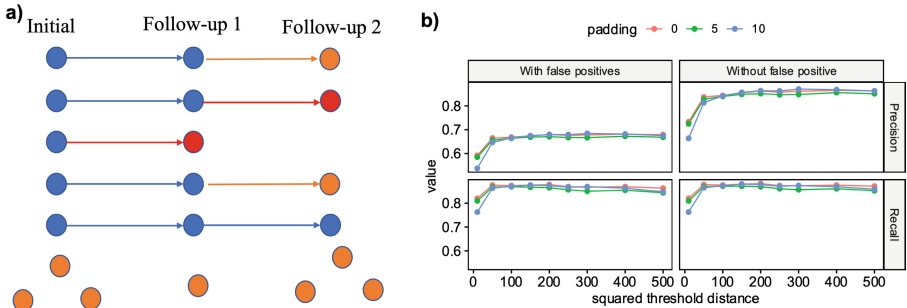 a)
Initial
Follow-up 1
Follow-up 2
b)
padding 0 5 10
With false positives
Without false positive
Precision
Recall
value
0.8
0.7
0.6
0.8
0.7
0.6
0 100 200 300 400 500
0 100 200 300 400 500
squared threshold distance